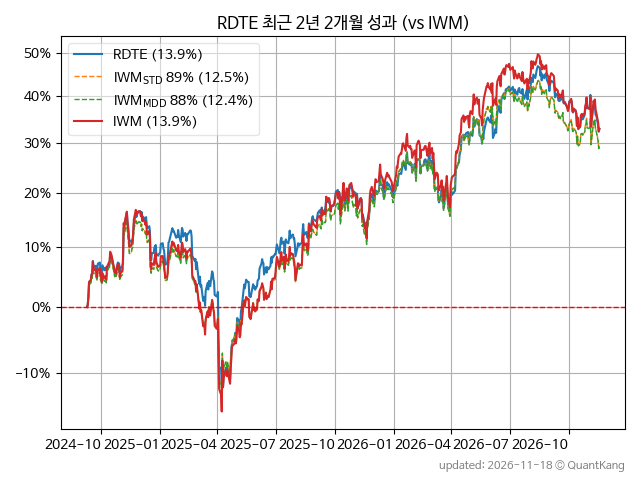 RDTE 최근 2년 2개월 성과 (vs IWM)
RDTE (13.9%)
IWM_STD 89% (12.5%)
IWM_MDD 88% (12.4%)
IWM (13.9%)
50%
40%
30%
20%
10%
0%
−10%
2024-10 2025-01 2025-04 2025-07 2025-10 2026-01 2026-04 2026-07 2026-10
updated: 2026-11-18 © QuantKang